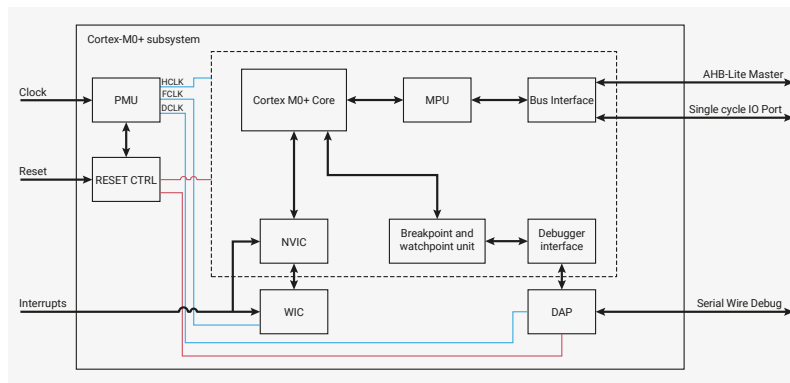 Cortex-M0+ subsystem
Clock
PMU
HCLK
FCLK
DCLK
Cortex M0+ Core
MPU
Bus Interface
AHB-Lite Master
Single cycle IO Port
Reset
RESET CTRL
NVIC
Breakpoint and
watchpoint unit
Debugger
interface
Interrupts
WIC
DAP
Serial Wire Debug